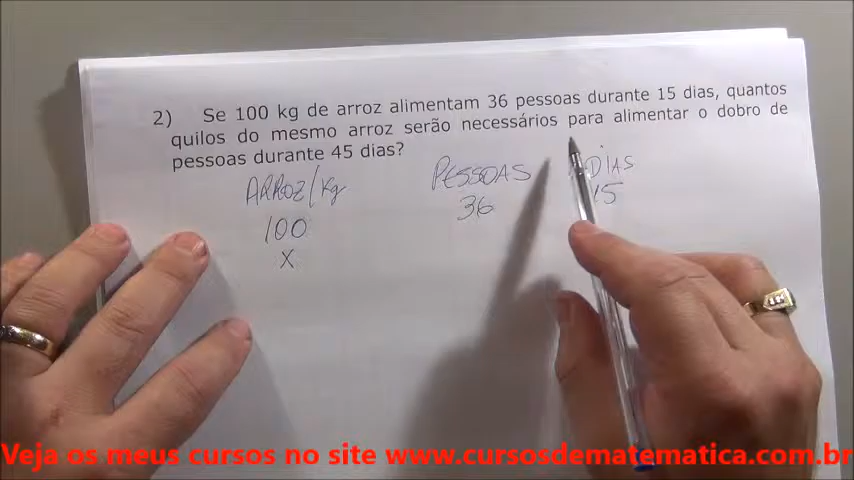 2) Se 100 kg de arroz alimentam 36 pessoas durante 15 dias, quantos
quilos do mesmo arroz serão necessários para alimentar o dobro de
pessoas durante 45 dias?
ARROZ/Kg PESSOAS DIAS
100 36 15
X
Veja os meus cursos no site www.cursosdematematica.com.br